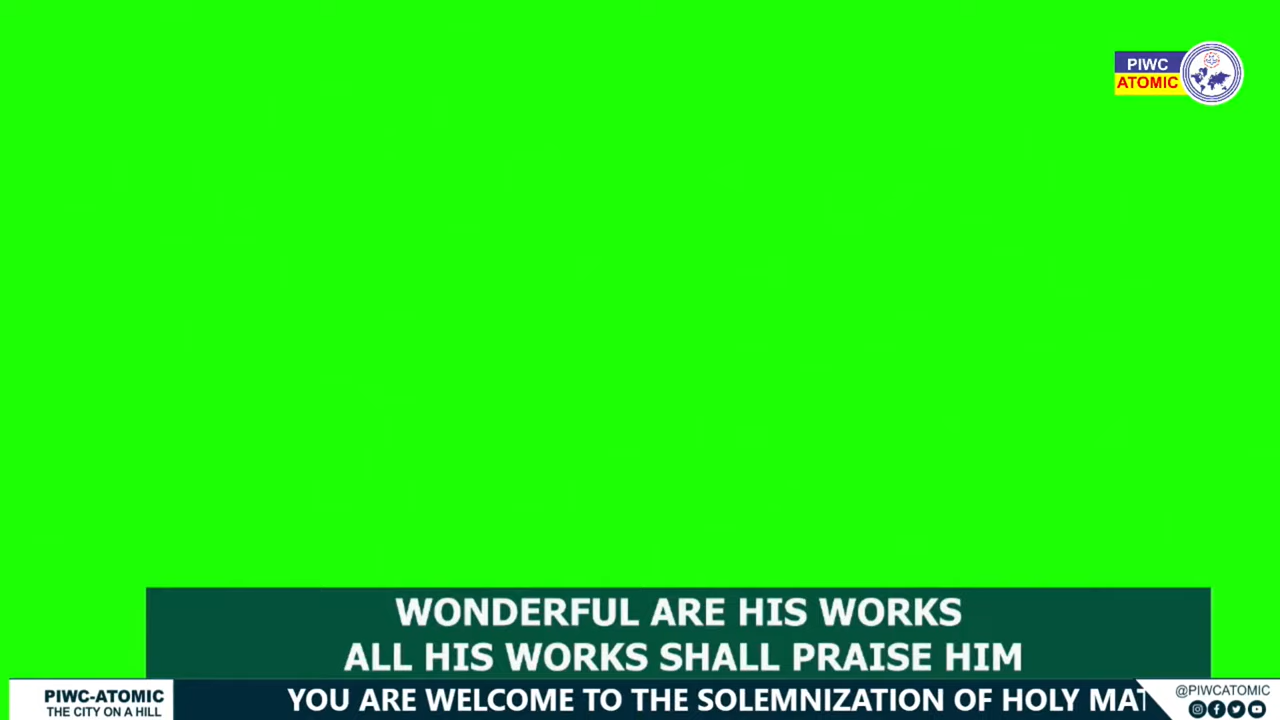 PIWC
ATOMIC
WONDERFUL ARE HIS WORKS
ALL HIS WORKS SHALL PRAISE HIM
PIWC-ATOMIC
THE CITY ON A HILL
YOU ARE WELCOME TO THE SOLEMNIZATION OF HOLY MAT
@PIWCATOMIC